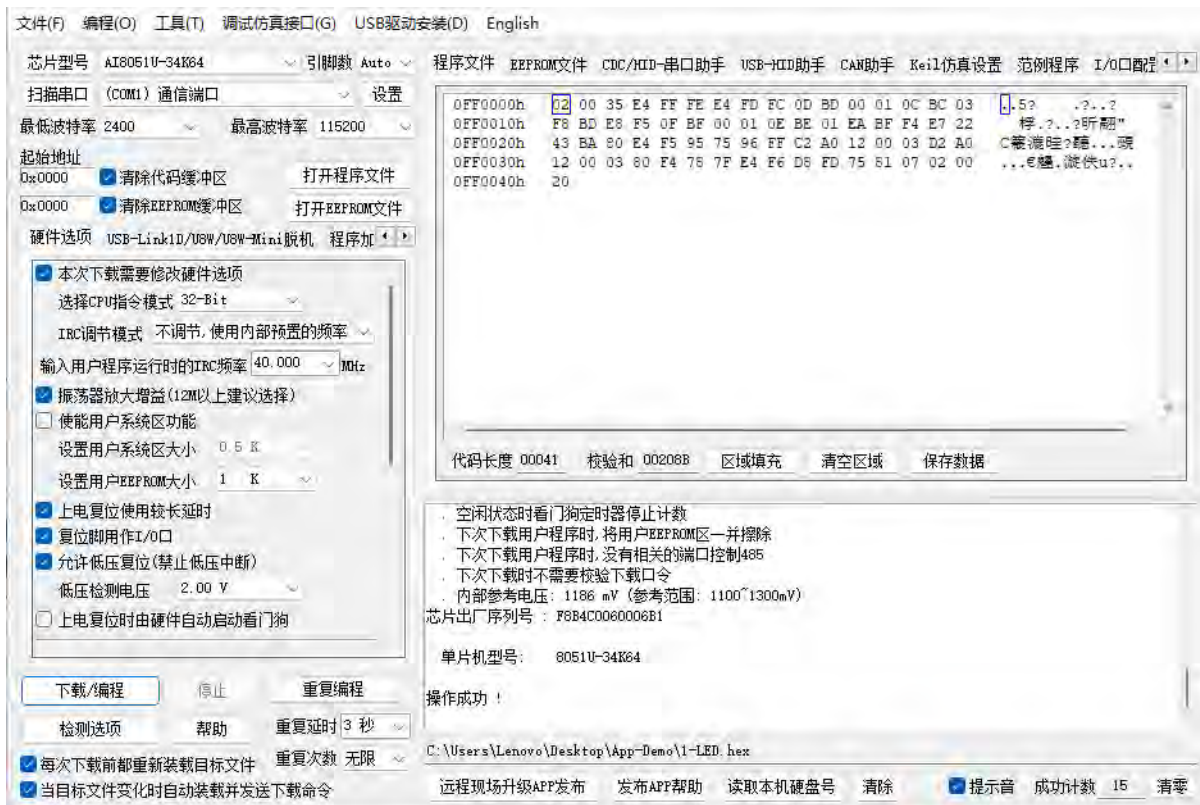 文件(F) 编程(O) 工具(T) 调试仿真接口(G) USB驱动安装(D) English
芯片型号 AI8051U-34K64 引脚数 Auto
扫描串口 (COM1) 通信端口 设置
最低波特率 2400 最高波特率 115200
起始地址
0x0000 清除代码缓冲区 打开程序文件
0x0000 清除EEPROM缓冲区 打开EEPROM文件
硬件选项 USB-Link1D/U8W/U8W-Mini脱机 程序加
本次下载需要修改硬件选项
选择CPU指令模式 32-Bit
IRC调节模式 不调节,使用内部预置的频率
输入用户程序运行时的IRC频率 40.000 MHz
振荡器放大增益(12M以上建议选择)
使能用户系统区功能
设置用户系统区大小 0.5 K
设置用户EEPROM大小 1 K
上电复位使用较长延时
复位脚用作I/O口
允许低压复位(禁止低压中断)
低压检测电压 2.00 V
上电复位时由硬件自动启动看门狗
下载/编程 停止 重复编程
检测选项 帮助 重复延时 3 秒
每次下载前都重新装载目标文件 重复次数 无限
当目标文件变化时自动装载并发送下载命令
程序文件 EEPROM文件 CDC/HID-串口助手 USB-HID助手 CAN助手 Keil仿真设置 范例程序 I/O口配
0FF0000h 02 00 35 E4 FF FE E4 FD FC 0D BD 00 01 0C BC 03 ..5? .?..?
0FF0010h F8 BD E8 F5 0F BF 00 01 0E BE 01 EA BF F4 E7 22
0FF0020h 43 BA 80 E4 F5 95 75 96 FF C2 A0 12 00 03 D2 A0
0FF0030h 12 00 03 80 F4 78 7F E4 F6 D8 FD 75 81 07 02 00
0FF0040h 20
代码长度 00041 校验和 00208B 区域填充 清空区域 保存数据
. 空闲状态时看门狗定时器停止计数
. 下次下载用户程序时,将用户EEPROM区一并擦除
. 下次下载用户程序时,没有相关的端口控制485
. 下次下载时不需要校验下载口令
. 内部参考电压: 1186 mV (参考范围: 1100~1300mV)
芯片出厂序列号 : F8B4C0060006B1
单片机型号: 8051U-34K64
操作成功 !
C:\Users\Lenovo\Desktop\App-Demo\1-LED.hex
远程现场升级APP发布 发布APP帮助 读取本机硬盘号 清除 提示音 成功计数 15 清零